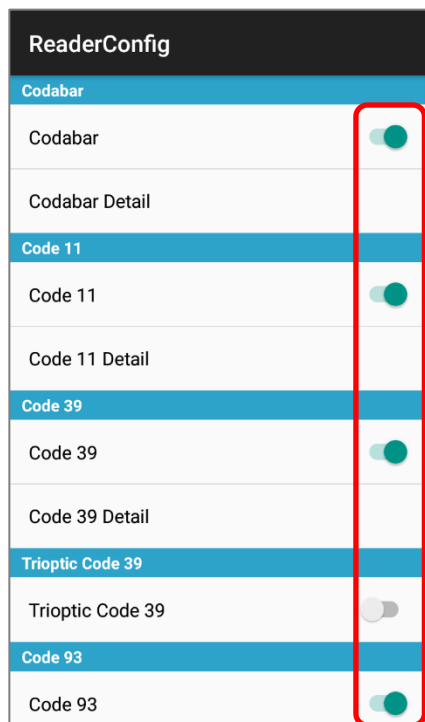 ReaderConfig
Codabar
Codabar
Codabar Detail
Code 11
Code 11
Code 11 Detail
Code 39
Code 39
Code 39 Detail
Trioptic Code 39
Trioptic Code 39
Code 93
Code 93